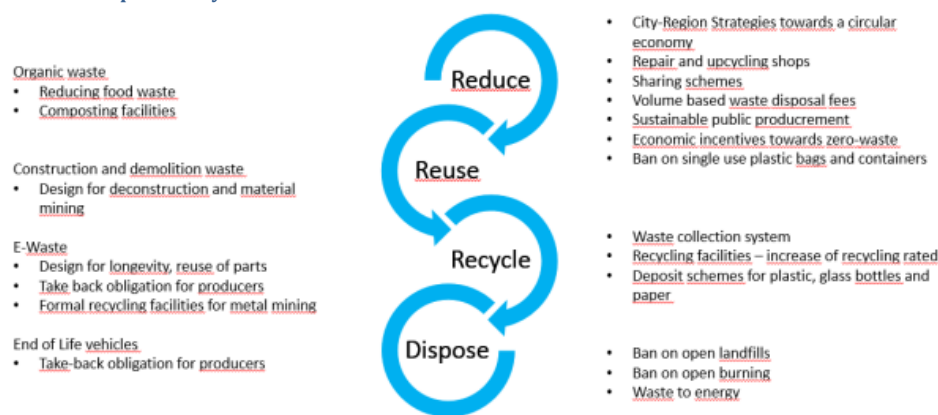 Organic waste
• Reducing food waste
• Composting facilities
Construction and demolition waste
• Design for deconstruction and material
mining
E-Waste
• Design for longevity, reuse of parts
• Take back obligation for producers
• Formal recycling facilities for metal mining
End of Life vehicles
• Take-back obligation for producers
Reduce
Reuse
Recycle
Dispose
• City-Region Strategies towards a circular
economy
• Repair and upcycling shops
• Sharing schemes
• Volume based waste disposal fees
• Sustainable public producrement
• Economic incentives towards zero-waste
• Ban on single use plastic bags and containers
• Waste collection system
• Recycling facilities – increase of recycling rated
• Deposit schemes for plastic, glass bottles and
paper
• Ban on open landfills
• Ban on open burning
• Waste to energy